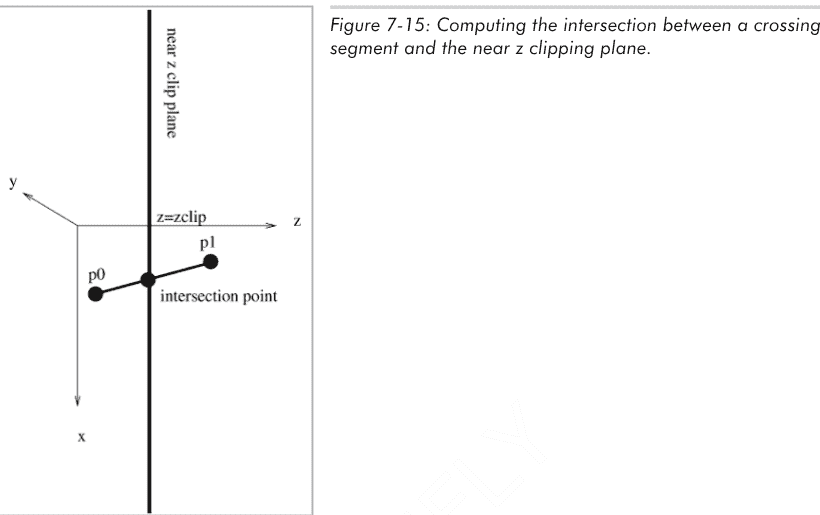 Figure 7-15: Computing the intersection between a crossing
segment and the near z clipping plane.
near z clip plane
y
z=zclip
z
p1
p0
intersection point
x